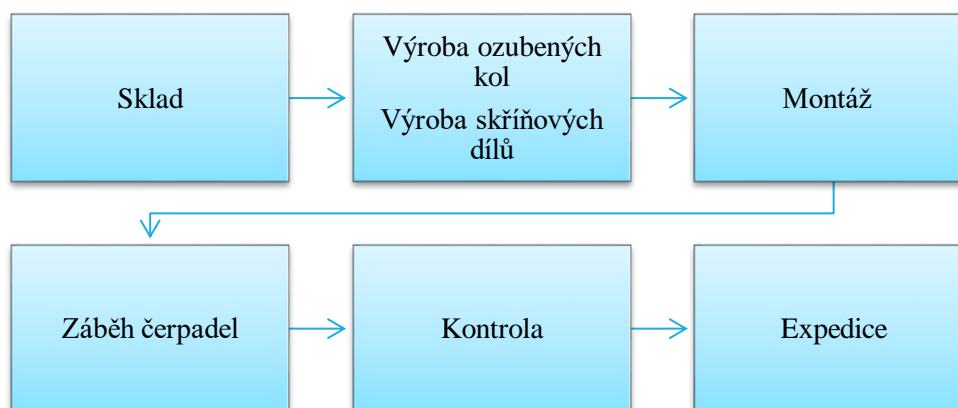 Sklad
Výroba ozubených
kol
Výroba skříňových
dílů
Montáž
Záběh čerpadel
Kontrola
Expedice